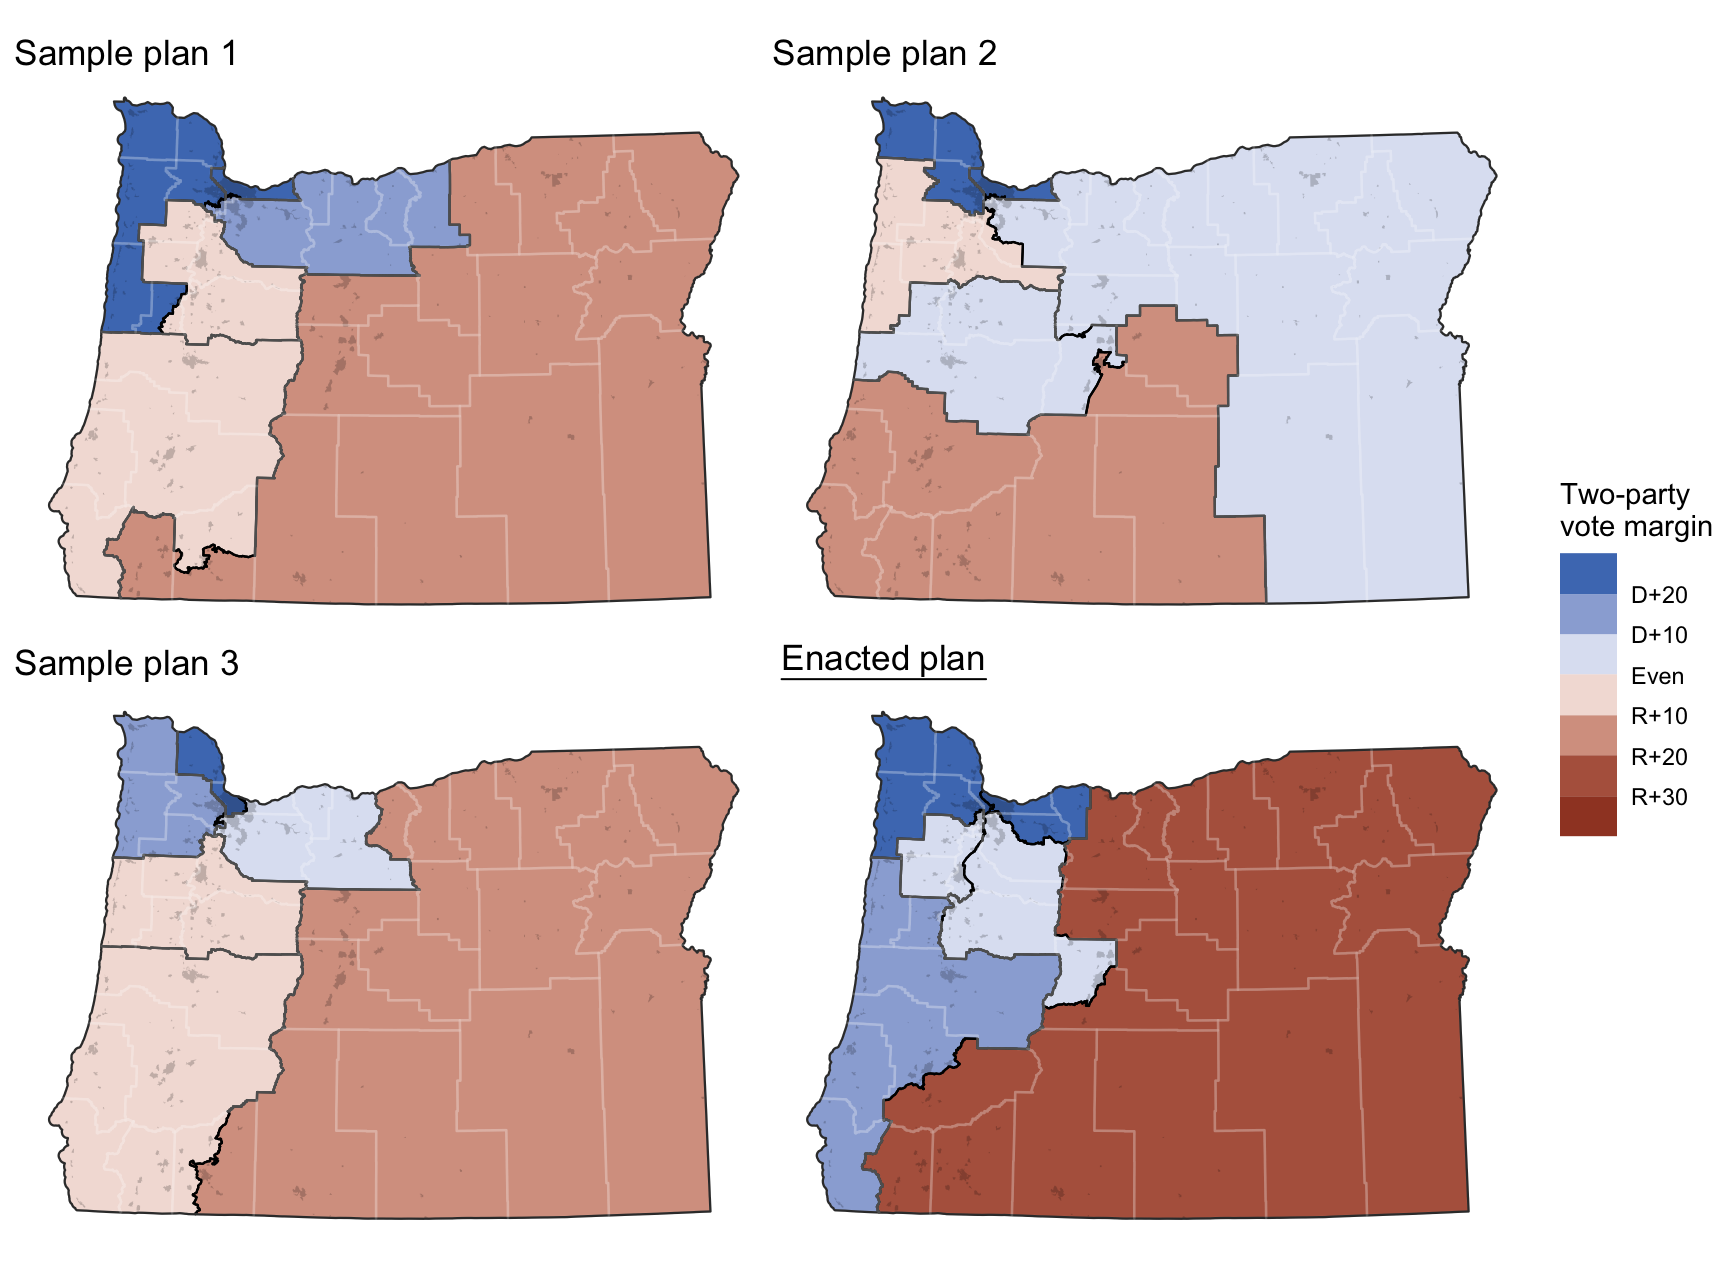 Sample plan 1
Sample plan 2
Sample plan 3
Enacted plan
Two-party
vote margin
D+20
D+10
Even
R+10
R+20
R+30